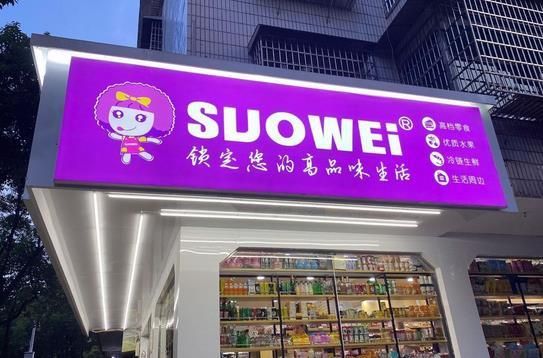 SUOWEi®
锁定您的高品味生活
高档零食
优质水果
冷链生鲜
生活周边